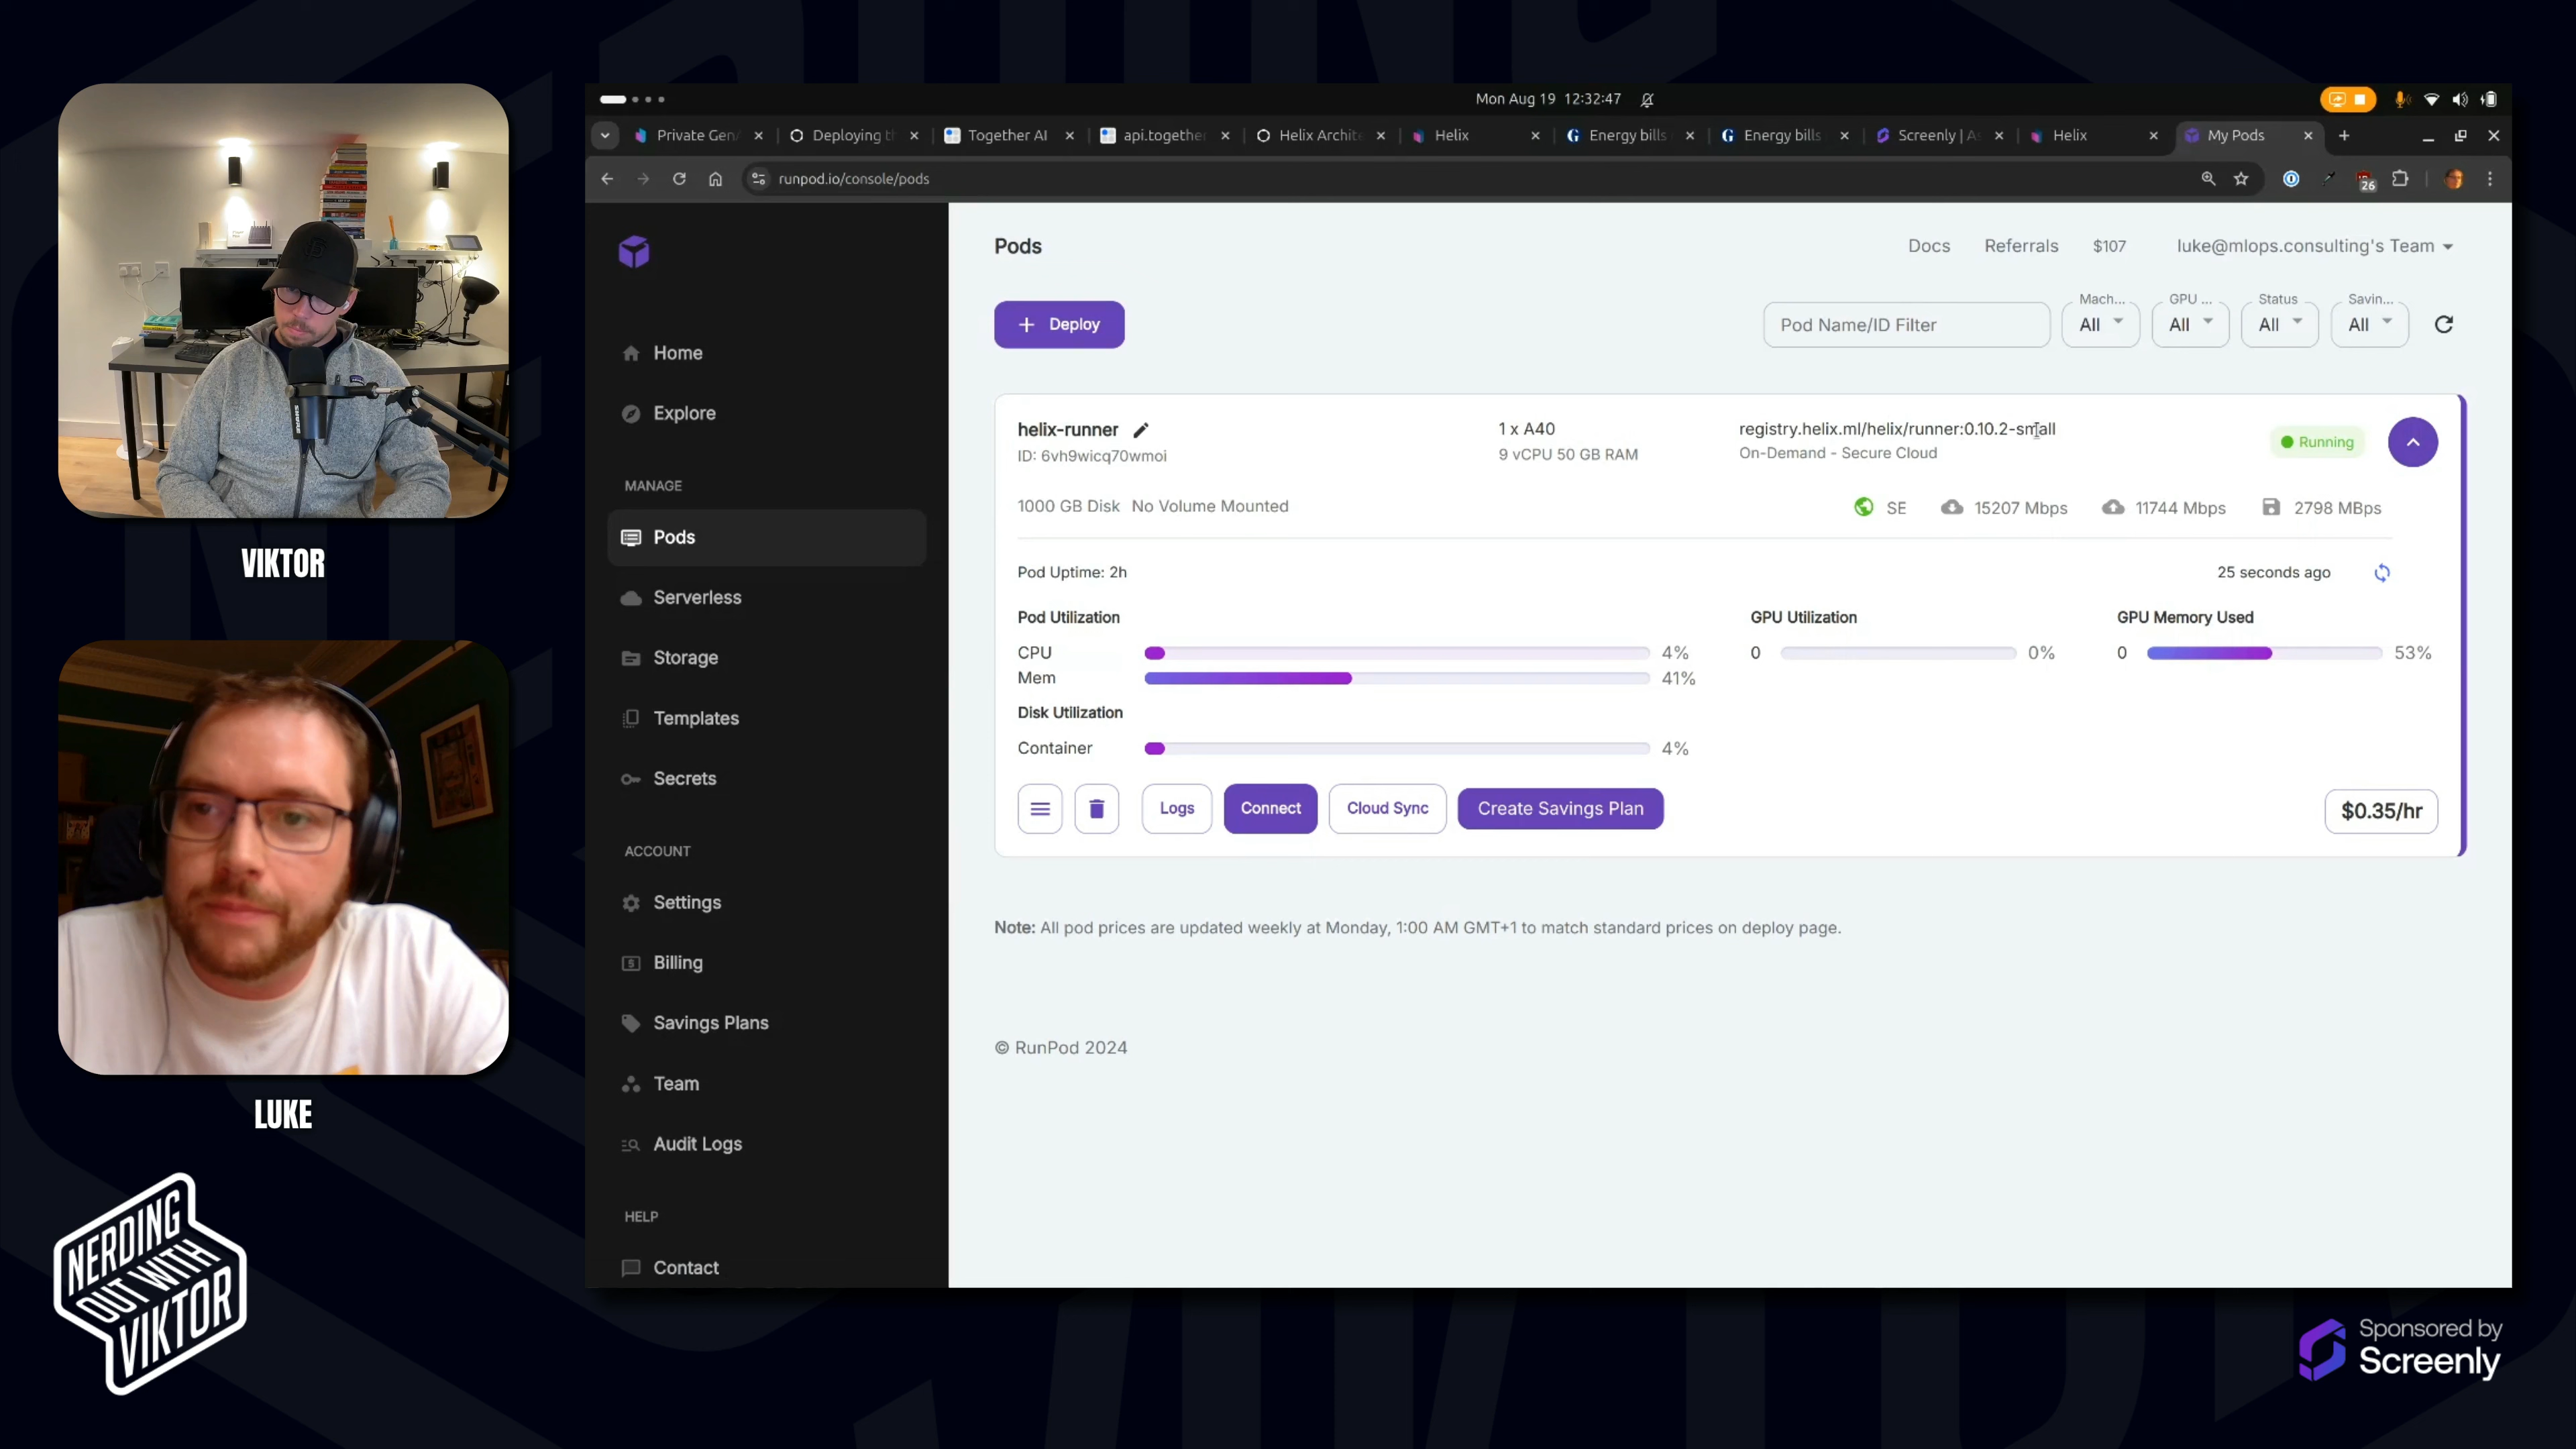 Mon Aug 19 12:32:47
Private Gen/
Deploying t
Together AI
api.together
Helix Archite
Helix
Energy bills
Energy bills
Screenly | As
Helix
My Pods
runpod.io/console/pods
26
Pods
Docs
Referrals
$107
luke@mlops.consulting's Team
Deploy
Pod Name/ID Filter
Mach...
All
GPU ...
All
Status
All
Savin...
All
Home
Explore
MANAGE
Pods
Serverless
Storage
Templates
Secrets
ACCOUNT
Settings
Billing
Savings Plans
Team
Audit Logs
HELP
Contact
helix-runner
ID: 6vh9wicq70wmoi
1 x A40
9 vCPU 50 GB RAM
registry.helix.ml/helix/runner:0.10.2-small
On-Demand - Secure Cloud
Running
1000 GB Disk No Volume Mounted
SE
15207 Mbps
11744 Mbps
2798 MBps
Pod Uptime: 2h
25 seconds ago
Pod Utilization
CPU
4%
Mem
41%
GPU Utilization
0
0%
GPU Memory Used
0
53%
Disk Utilization
Container
4%
Logs
Connect
Cloud Sync
Create Savings Plan
$0.35/hr
Note: All pod prices are updated weekly at Monday, 1:00 AM GMT+1 to match standard prices on deploy page.
© RunPod 2024
VIKTOR
LUKE
NERDING
OUT WITH
VIKTOR
Sponsored by
Screenly